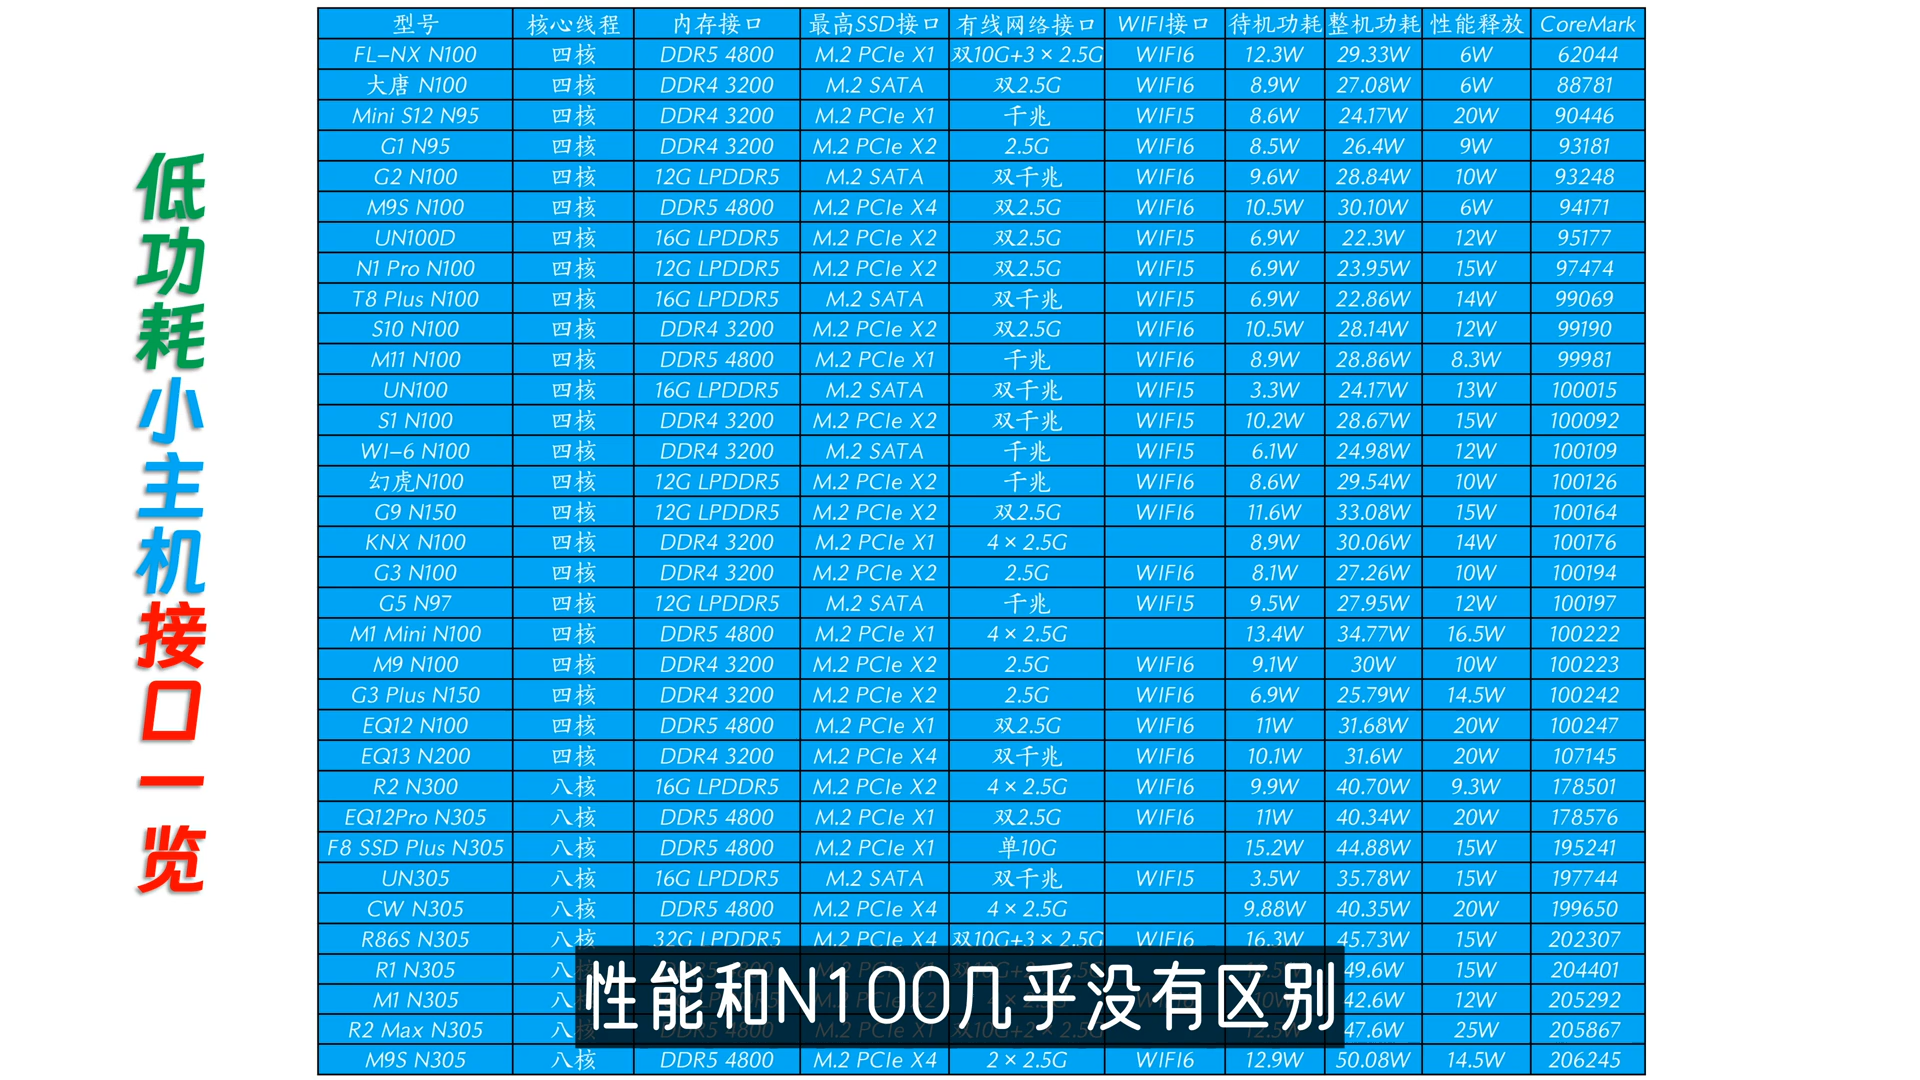 低功耗小主机接口一览
型号 核心线程 内存接口 最高SSD接口 有线网络接口 WIFI接口 待机功耗 整机功耗 性能释放 CoreMark
FL-NX N100 四核 DDR5 4800 M.2 PCIe X1 双10G+3×2.5G WIFI6 12.3W 29.33W 6W 62044
大唐 N100 四核 DDR4 3200 M.2 SATA 双2.5G WIFI6 8.9W 27.08W 6W 88781
Mini S12 N95 四核 DDR4 3200 M.2 PCIe X1 千兆 WIFI5 8.6W 24.17W 20W 90446
G1 N95 四核 DDR4 3200 M.2 PCIe X2 2.5G WIFI6 8.5W 26.4W 9W 93181
G2 N100 四核 12G LPDDR5 M.2 SATA 双千兆 WIFI6 9.6W 28.84W 10W 93248
M9S N100 四核 DDR5 4800 M.2 PCIe X4 双2.5G WIFI6 10.5W 30.10W 6W 94171
UN100D 四核 16G LPDDR5 M.2 PCIe X2 双2.5G WIFI5 6.9W 22.3W 12W 95177
N1 Pro N100 四核 12G LPDDR5 M.2 PCIe X2 双2.5G WIFI5 6.9W 23.95W 15W 97474
T8 Plus N100 四核 16G LPDDR5 M.2 SATA 双千兆 WIFI5 6.9W 22.86W 14W 99069
S10 N100 四核 DDR4 3200 M.2 PCIe X2 双2.5G WIFI6 10.5W 28.14W 12W 99190
M11 N100 四核 DDR5 4800 M.2 PCIe X1 千兆 WIFI6 8.9W 28.86W 8.3W 99981
UN100 四核 16G LPDDR5 M.2 SATA 双千兆 WIFI5 3.3W 24.17W 13W 100015
S1 N100 四核 DDR4 3200 M.2 PCIe X2 双千兆 WIFI5 10.2W 28.67W 15W 100092
WI-6 N100 四核 DDR4 3200 M.2 SATA 千兆 WIFI5 6.1W 24.98W 12W 100109
幻虎N100 四核 12G LPDDR5 M.2 PCIe X2 千兆 WIFI6 8.6W 29.54W 10W 100126
G9 N150 四核 12G LPDDR5 M.2 PCIe X2 双2.5G WIFI6 11.6W 33.08W 15W 100164
KNX N100 四核 DDR4 3200 M.2 PCIe X1 4×2.5G 8.9W 30.06W 14W 100176
G3 N100 四核 DDR4 3200 M.2 PCIe X2 2.5G WIFI6 8.1W 27.26W 10W 100194
G5 N97 四核 12G LPDDR5 M.2 SATA 千兆 WIFI5 9.5W 27.95W 12W 100197
M1 Mini N100 四核 DDR5 4800 M.2 PCIe X1 4×2.5G 13.4W 34.77W 16.5W 100222
M9 N100 四核 DDR4 3200 M.2 PCIe X2 2.5G WIFI6 9.1W 30W 10W 100223
G3 Plus N150 四核 DDR4 3200 M.2 PCIe X2 2.5G WIFI6 6.9W 25.79W 14.5W 100242
EQ12 N100 四核 DDR5 4800 M.2 PCIe X1 双2.5G WIFI6 11W 31.68W 20W 100247
EQ13 N200 四核 DDR4 3200 M.2 PCIe X4 双千兆 WIFI6 10.1W 31.6W 20W 107145
R2 N300 八核 16G LPDDR5 M.2 PCIe X2 4×2.5G WIFI6 9.9W 40.70W 9.3W 178501
EQ12Pro N305 八核 DDR5 4800 M.2 PCIe X1 双2.5G WIFI6 11W 40.34W 20W 178576
F8 SSD Plus N305 八核 DDR5 4800 M.2 PCIe X1 单10G 15.2W 44.88W 15W 195241
UN305 八核 16G LPDDR5 M.2 SATA 双千兆 WIFI5 3.5W 35.78W 15W 197744
CW N305 八核 DDR5 4800 M.2 PCIe X4 4×2.5G 9.88W 40.35W 20W 199650
R86S N305 八核 32G LPDDR5 M.2 PCIe X4 双10G+3×2.5G WIFI6 16.3W 45.73W 15W 202307
R1 N305 八 49.6W 15W 204401
M1 N305 八 42.6W 12W 205292
R2 Max N305 八 DDR5 4800 M.2 PCIe X1 47.6W 25W 205867
M9S N305 八核 DDR5 4800 M.2 PCIe X4 2×2.5G WIFI6 12.9W 50.08W 14.5W 206245
性能和N100几乎没有区别